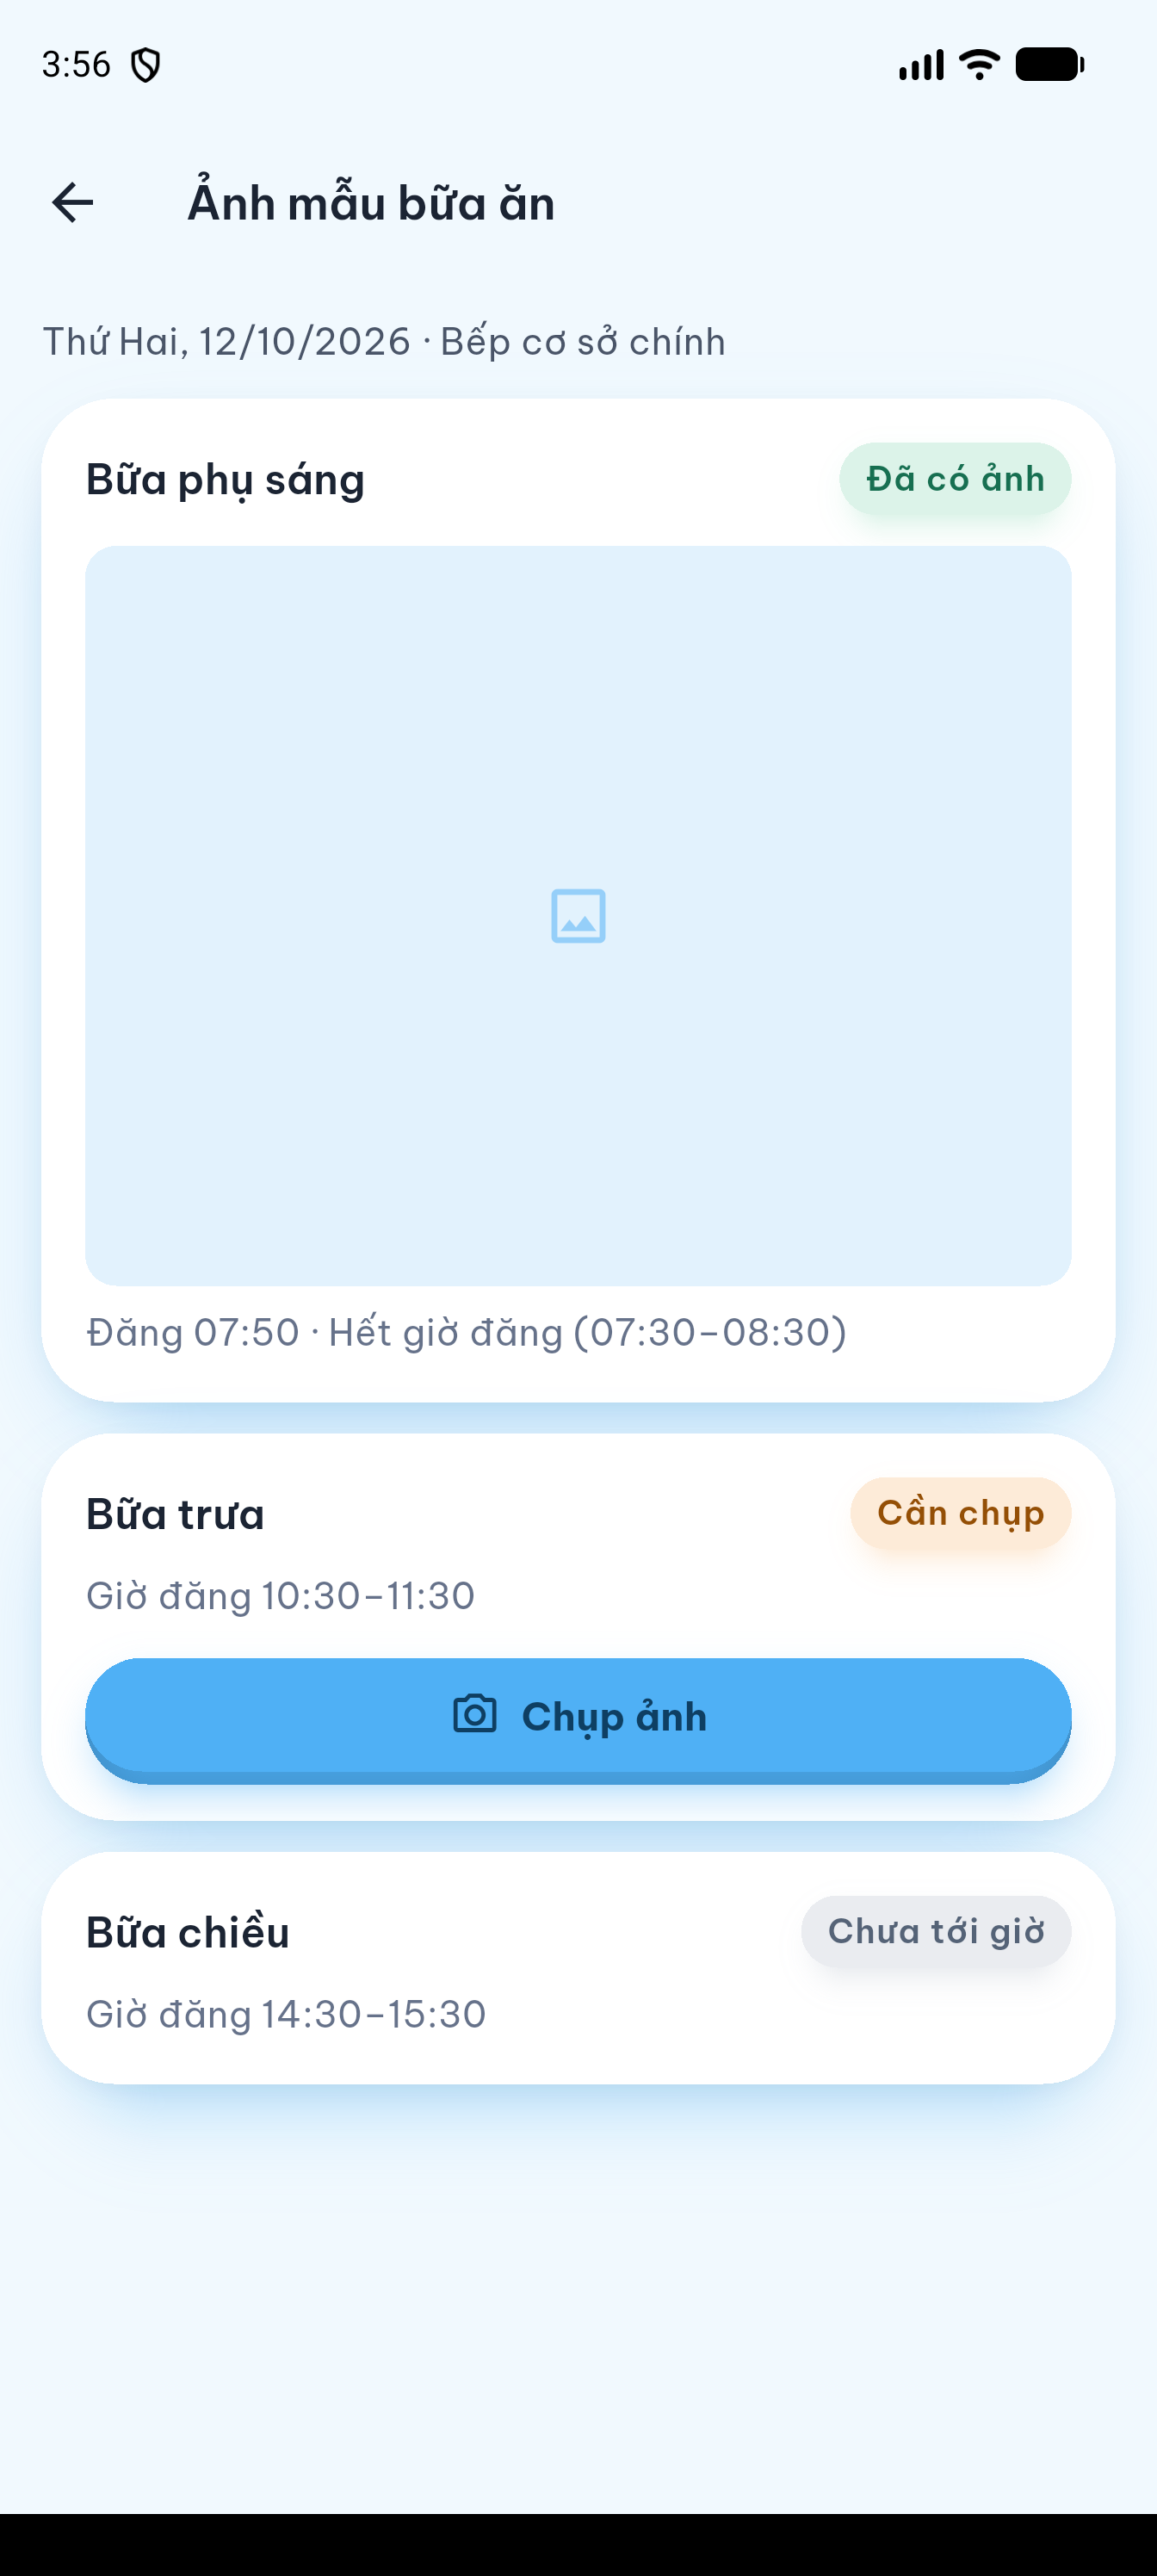 3:56
Ảnh mẫu bữa ăn
Thứ Hai, 12/10/2026 · Bếp cơ sở chính
Bữa phụ sáng
Đã có ảnh
Đăng 07:50 · Hết giờ đăng (07:30–08:30)
Bữa trưa
Cần chụp
Giờ đăng 10:30–11:30
Chụp ảnh
Bữa chiều
Chưa tới giờ
Giờ đăng 14:30–15:30